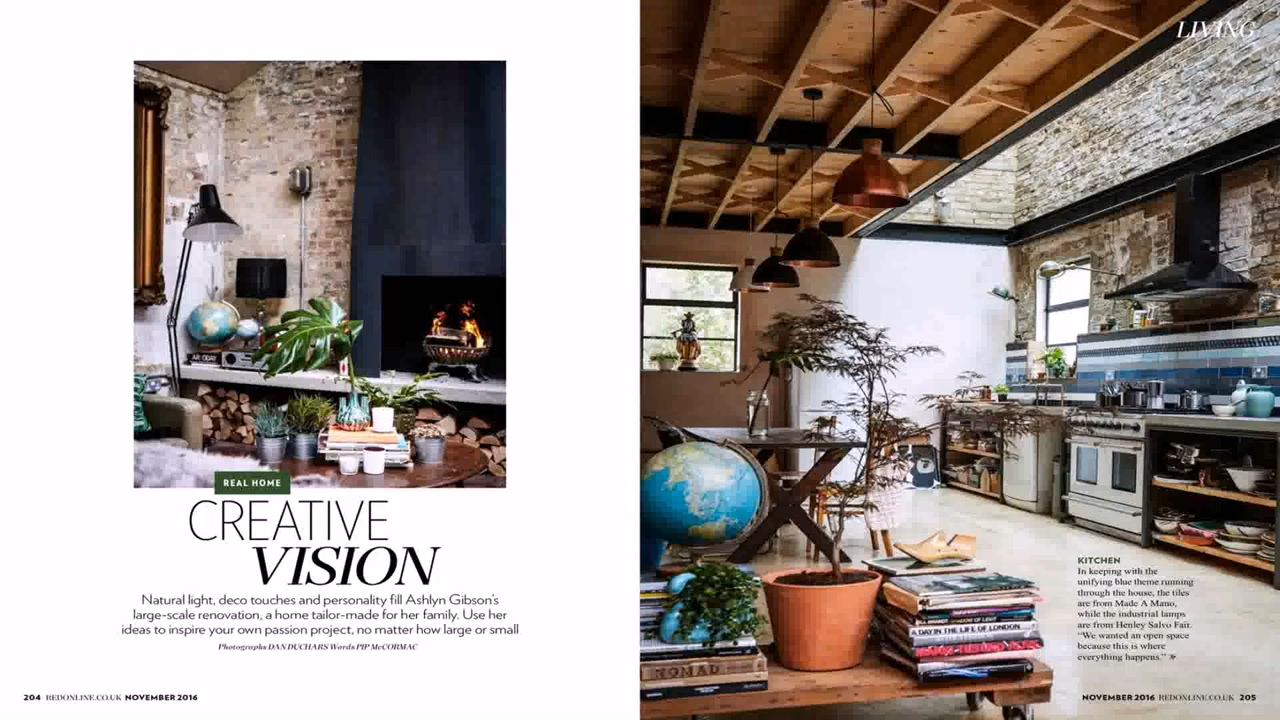 REAL HOME
CREATIVE
VISION
Natural light, deco touches and personality fill Ashlyn Gibson's
large-scale renovation, a home tailor-made for her family. Use her
ideas to inspire your own passion project, no matter how large or small
Photographs DAN DUCHARS Words PIP McCORMAC
204 REDONLINE.CO.UK NOVEMBER 2016
LIVING
A DAY IN THE LIFE OF LONDON
NOMAD
KITCHEN
In keeping with the
unifying blue theme running
through the house, the tiles
are from Made A Mano,
while the industrial lamps
are from Henley Salvo Fair.
“We wanted an open space
because this is where
everything happens.”
NOVEMBER 2016 REDONLINE.CO.UK 205